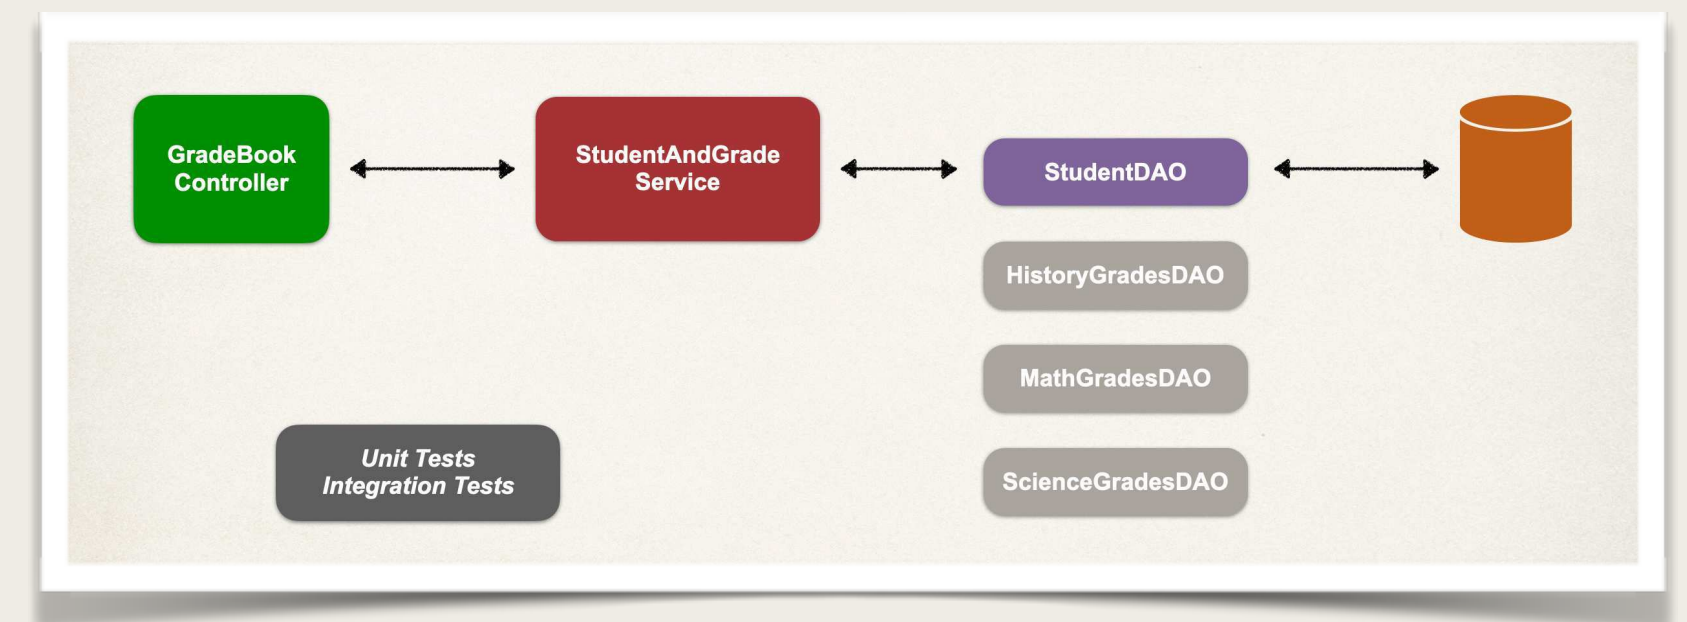 GradeBook
Controller
StudentAndGrade
Service
StudentDAO
HistoryGradesDAO
MathGradesDAO
ScienceGradesDAO
Unit Tests
Integration Tests